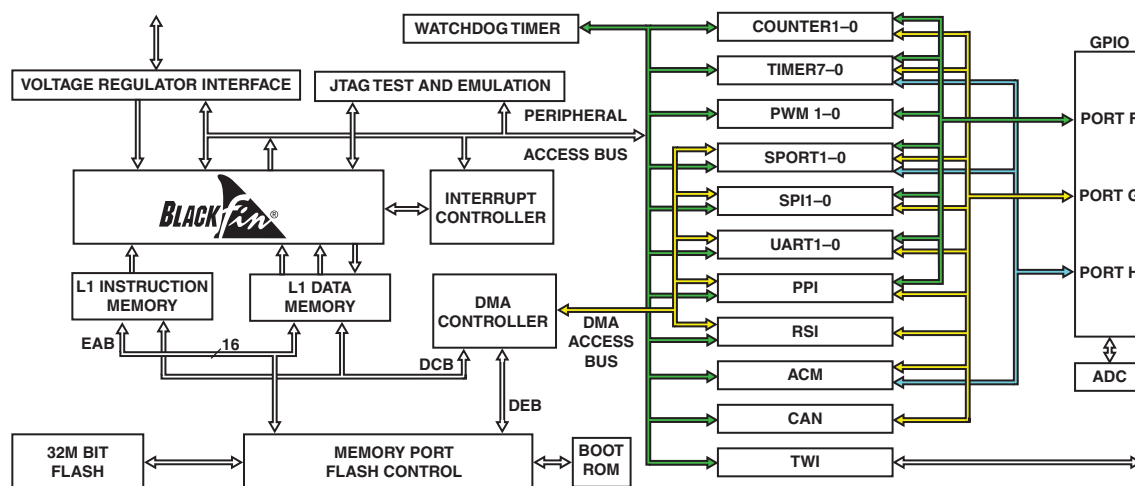 WATCHDOG TIMER
COUNTER1–0
GPIO
VOLTAGE REGULATOR INTERFACE
JTAG TEST AND EMULATION
TIMER7–0
PERIPHERAL
ACCESS BUS
PWM 1–0
PORT F
SPORT1–0
BLACKfin®
INTERRUPT
CONTROLLER
SPI1–0
PORT G
UART1–0
L1 INSTRUCTION
MEMORY
L1 DATA
MEMORY
DMA
CONTROLLER
PPI
PORT H
DMA
ACCESS
BUS
EAB
16
DCB
RSI
DEB
ACM
ADC
CAN
32M BIT
FLASH
MEMORY PORT
FLASH CONTROL
BOOT
ROM
TWI